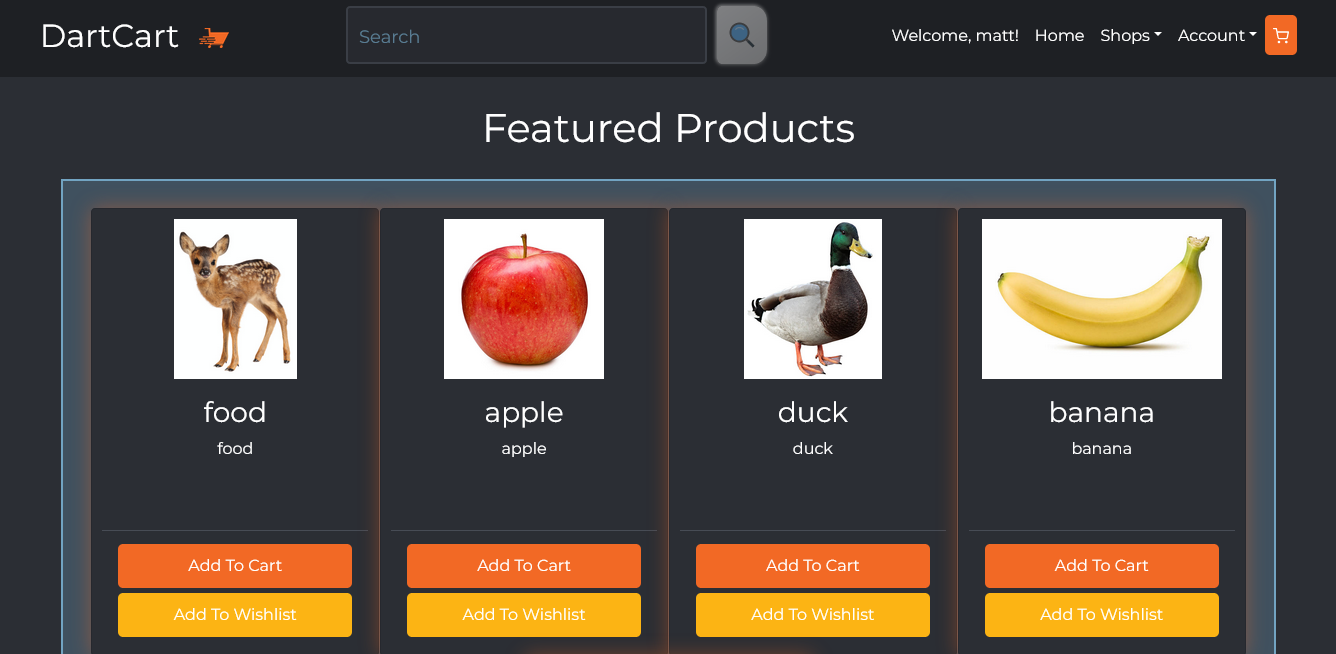 DartCart
Search
Welcome, matt! Home Shops Account
Featured Products
food apple duck banana
food apple duck banana
Add To Cart Add To Cart Add To Cart Add To Cart
Add To Wishlist Add To Wishlist Add To Wishlist Add To Wishlist